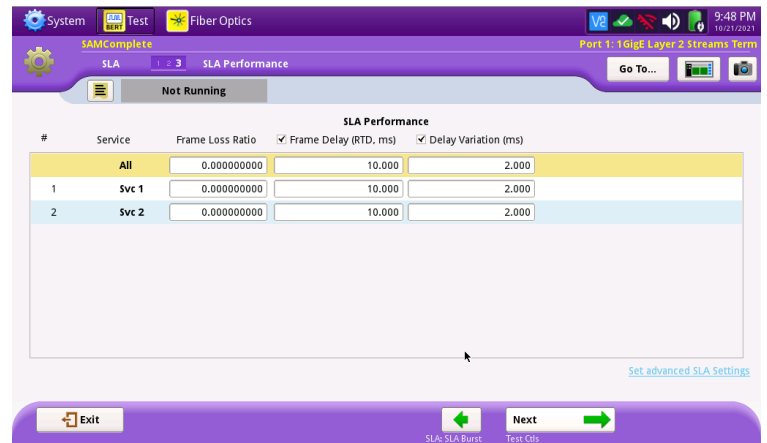 System Test Fiber Optics 9:48 PM
10/21/2021
SAMComplete Port 1: 1GigE Layer 2 Streams Term
SLA 1 2 3 SLA Performance Go To...
Not Running
SLA Performance
# Service Frame Loss Ratio Frame Delay (RTD, ms) Delay Variation (ms)
All 0.000000000 10.000 2.000
1 Svc 1 0.000000000 10.000 2.000
2 Svc 2 0.000000000 10.000 2.000
Set advanced SLA Settings
Exit Next
SLA: SLA Burst Test Ctls